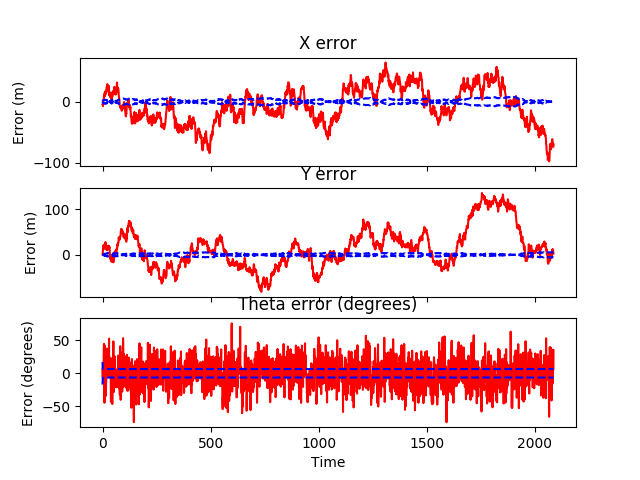 X error
Error (m)
0
−100
Y error
Error (m)
100
0
Theta error (degrees)
Error (degrees)
50
0
−50
0 500 1000 1500 2000
Time